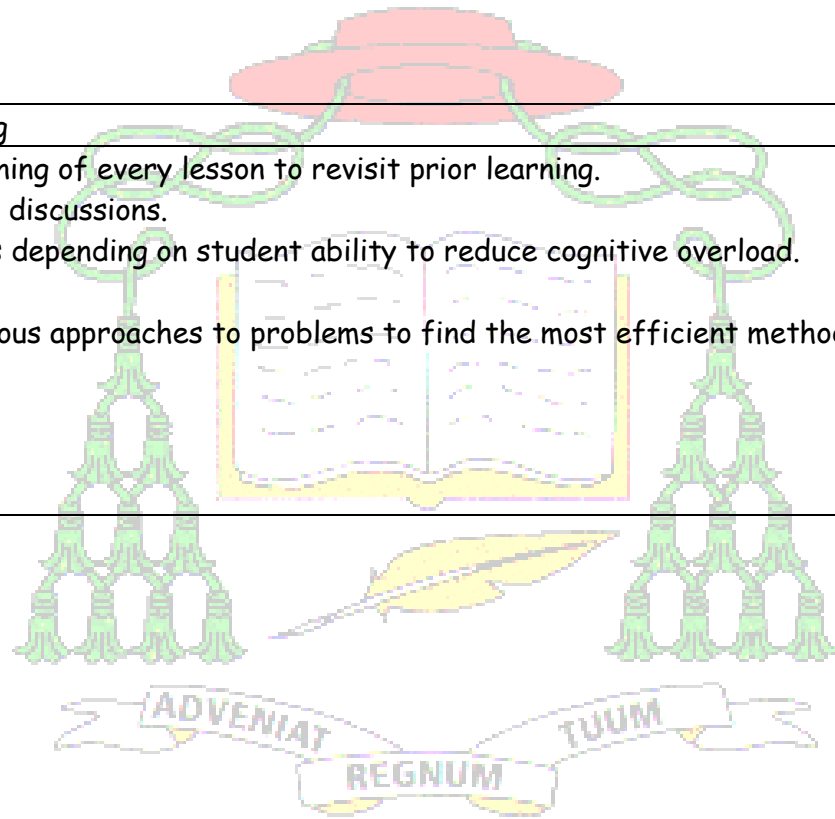 g
ning of every lesson to revisit prior learning.
discussions.
s depending on student ability to reduce cognitive overload.
ous approaches to problems to find the most efficient metho
ADVENIAT
TUUM
REGNUM